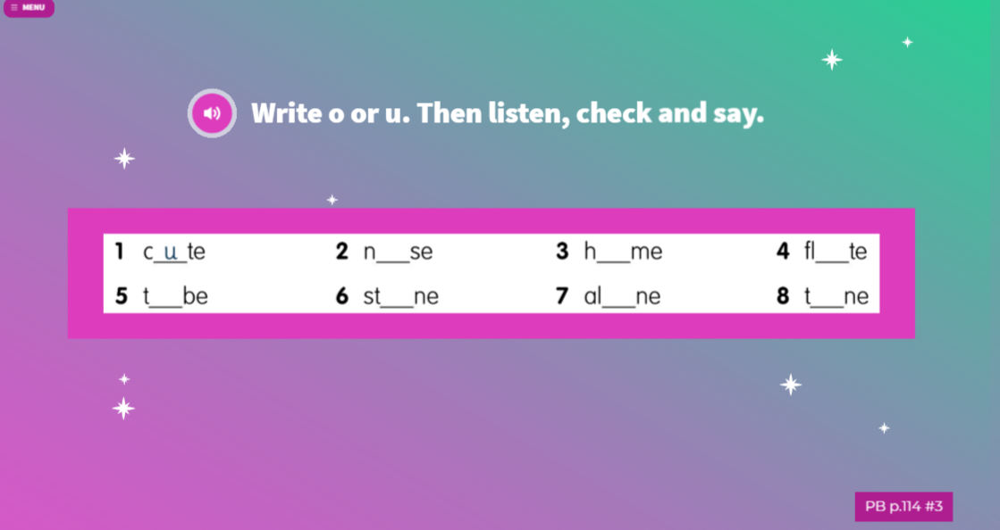 ≡ MENU
Write o or u. Then listen, check and say.
1 c_u_te 2 n___se 3 h___me 4 fl___te
5 t___be 6 st___ne 7 al___ne 8 t___ne
PB p.114 #3